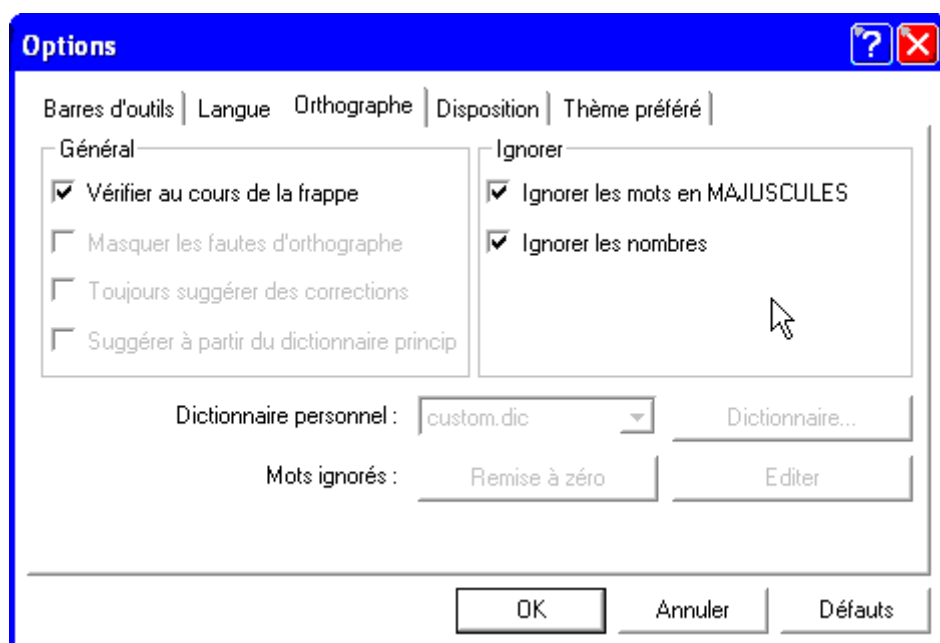 Options
Barres d'outils Langue Orthographe Disposition Thème préféré
Général
Vérifier au cours de la frappe
Masquer les fautes d'orthographe
Toujours suggérer des corrections
Suggérer à partir du dictionnaire princip
Ignorer
Ignorer les mots en MAJUSCULES
Ignorer les nombres
Dictionnaire personnel : custom.dic Dictionnaire...
Mots ignorés : Remise à zéro Editer
OK Annuler Défauts